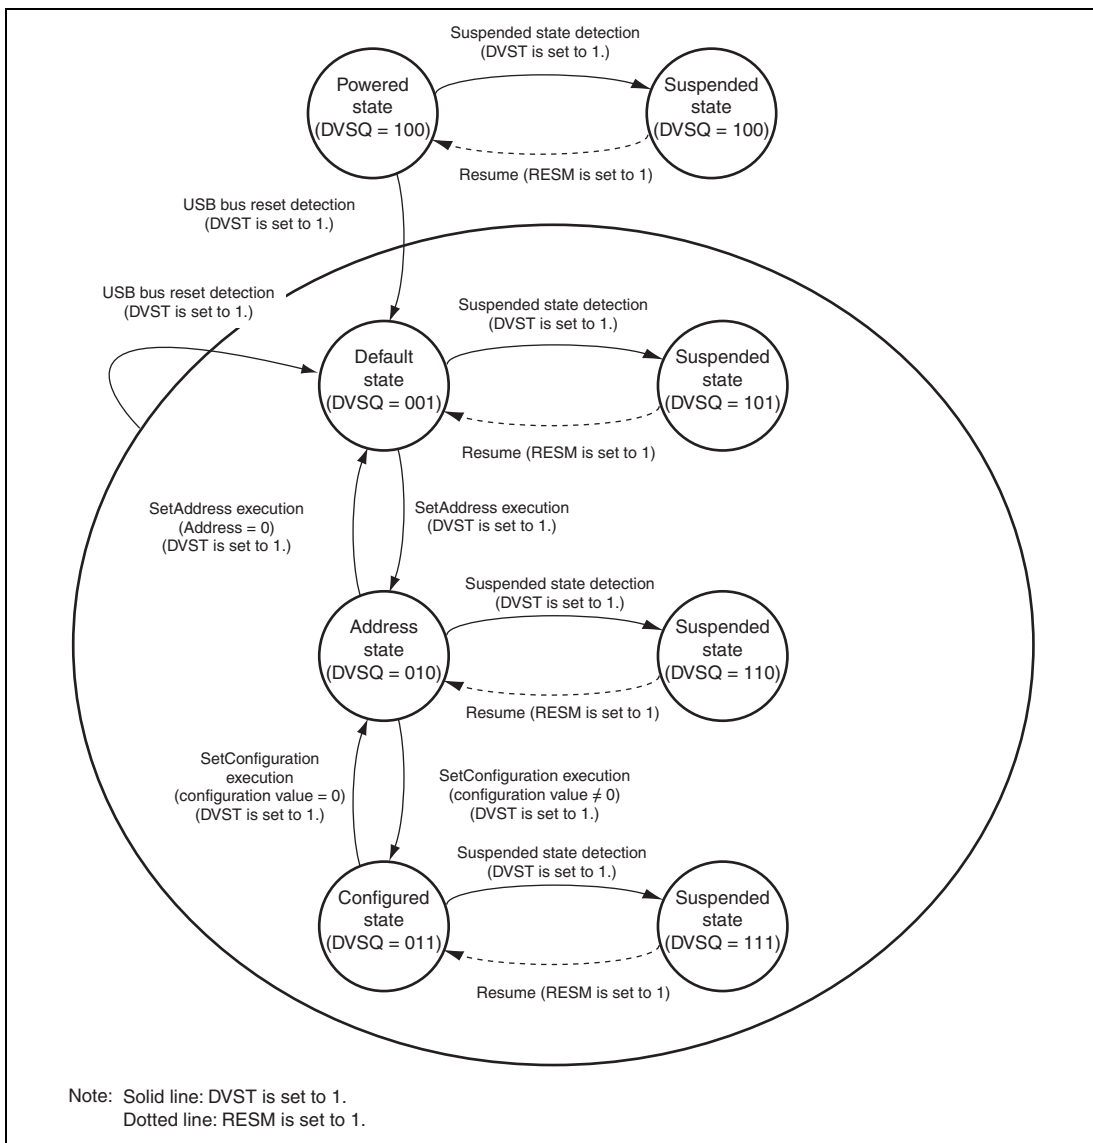 Suspended state detection
(DVST is set to 1.)
Powered
state
(DVSQ = 100)
Suspended
state
(DVSQ = 100)
Resume (RESM is set to 1)
USB bus reset detection
(DVST is set to 1.)
USB bus reset detection
(DVST is set to 1.)
Suspended state detection
(DVST is set to 1.)
Default
state
(DVSQ = 001)
Suspended
state
(DVSQ = 101)
Resume (RESM is set to 1)
SetAddress execution
(Address = 0)
(DVST is set to 1.)
SetAddress execution
(DVST is set to 1.)
Suspended state detection
(DVST is set to 1.)
Address
state
(DVSQ = 010)
Suspended
state
(DVSQ = 110)
Resume (RESM is set to 1)
SetConfiguration
execution
(configuration value = 0)
(DVST is set to 1.)
SetConfiguration execution
(configuration value ≠ 0)
(DVST is set to 1.)
Suspended state detection
(DVST is set to 1.)
Configured
state
(DVSQ = 011)
Suspended
state
(DVSQ = 111)
Resume (RESM is set to 1)
Note: Solid line: DVST is set to 1.
Dotted line: RESM is set to 1.